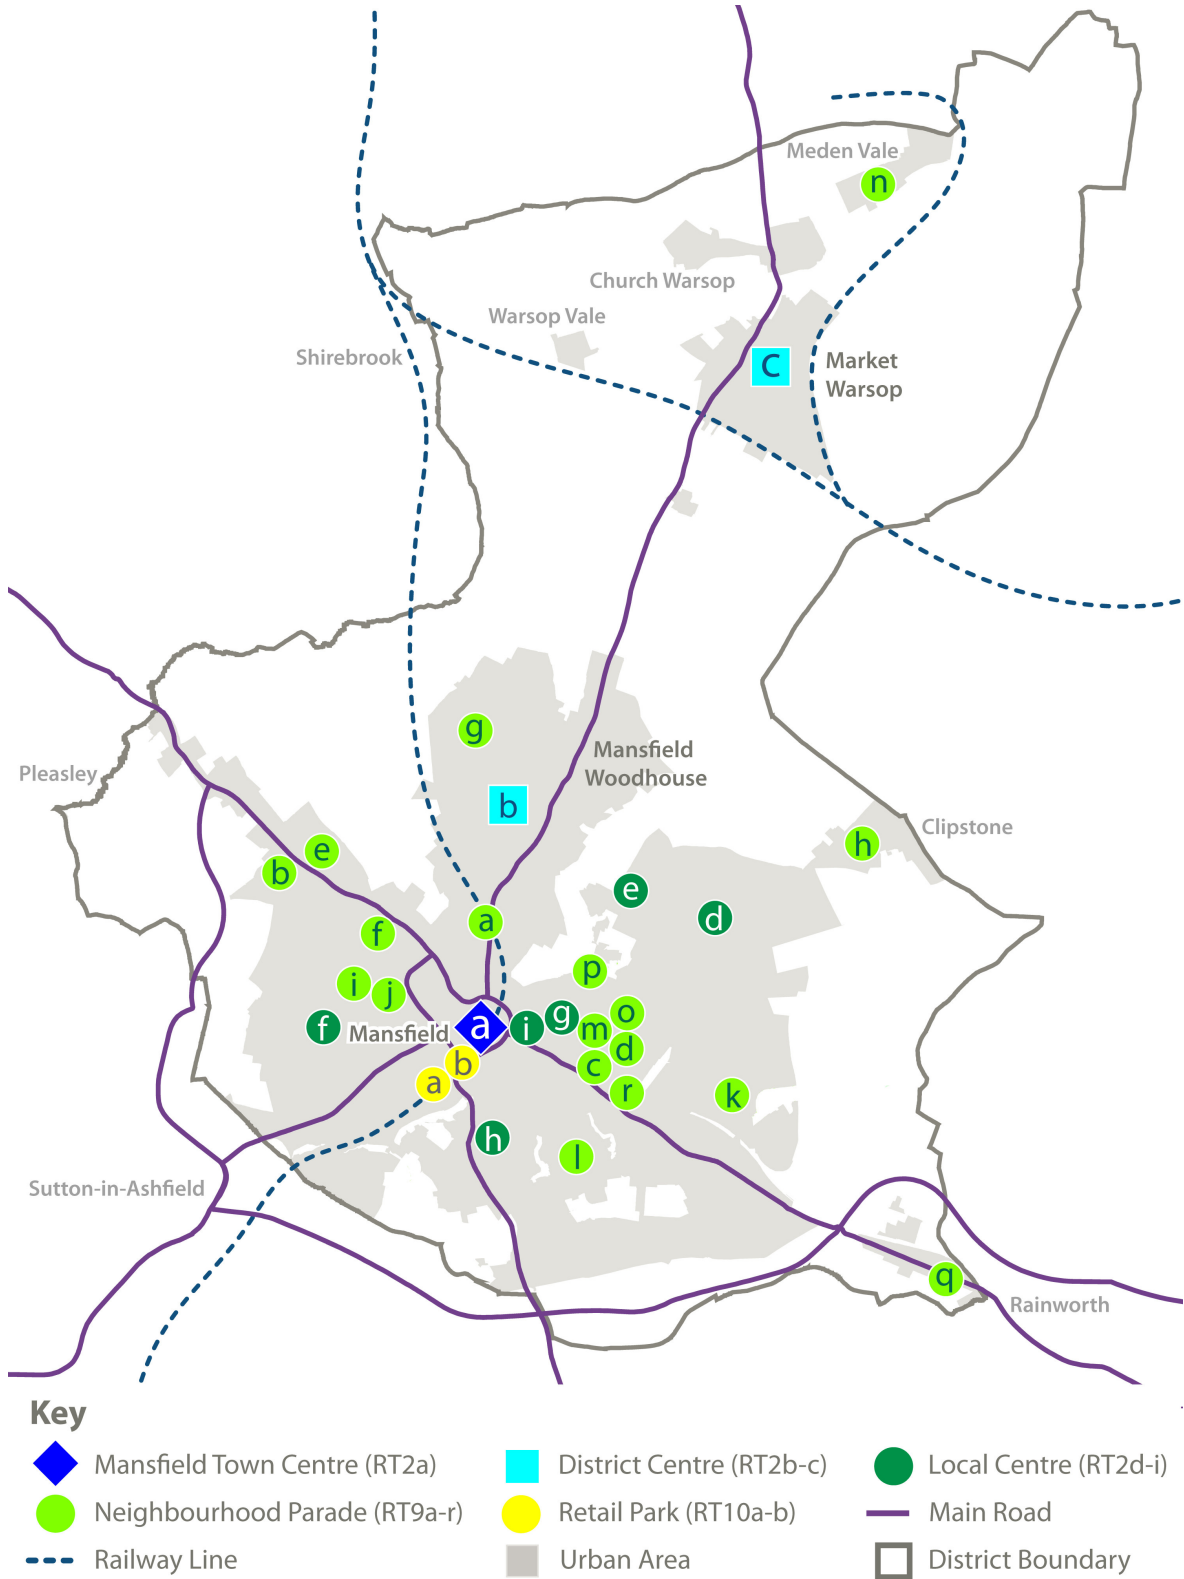 Meden Vale
n
Church Warsop
Warsop Vale
Shirebrook
c
Market
Warsop
g
Mansfield
Woodhouse
Pleasley
b
Clipstone
h
e
b
e
d
a
f
p
i
j
f
Mansfield
a
i
g
m
o
d
c
b
a
r
k
h
l
Sutton-in-Ashfield
q
Rainworth
Key
Mansfield Town Centre (RT2a)
District Centre (RT2b-c)
Local Centre (RT2d-i)
Neighbourhood Parade (RT9a-r)
Retail Park (RT10a-b)
Main Road
Railway Line
Urban Area
District Boundary